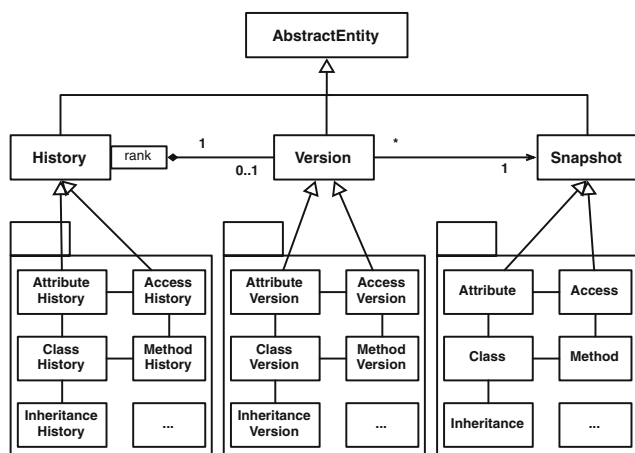 AbstractEntity
History
rank
1
0..1
Version
*
1
Snapshot
Attribute
History
Access
History
Class
History
Method
History
Inheritance
History
...
Attribute
Version
Access
Version
Class
Version
Method
Version
Inheritance
Version
...
Attribute
Access
Class
Method
Inheritance
...